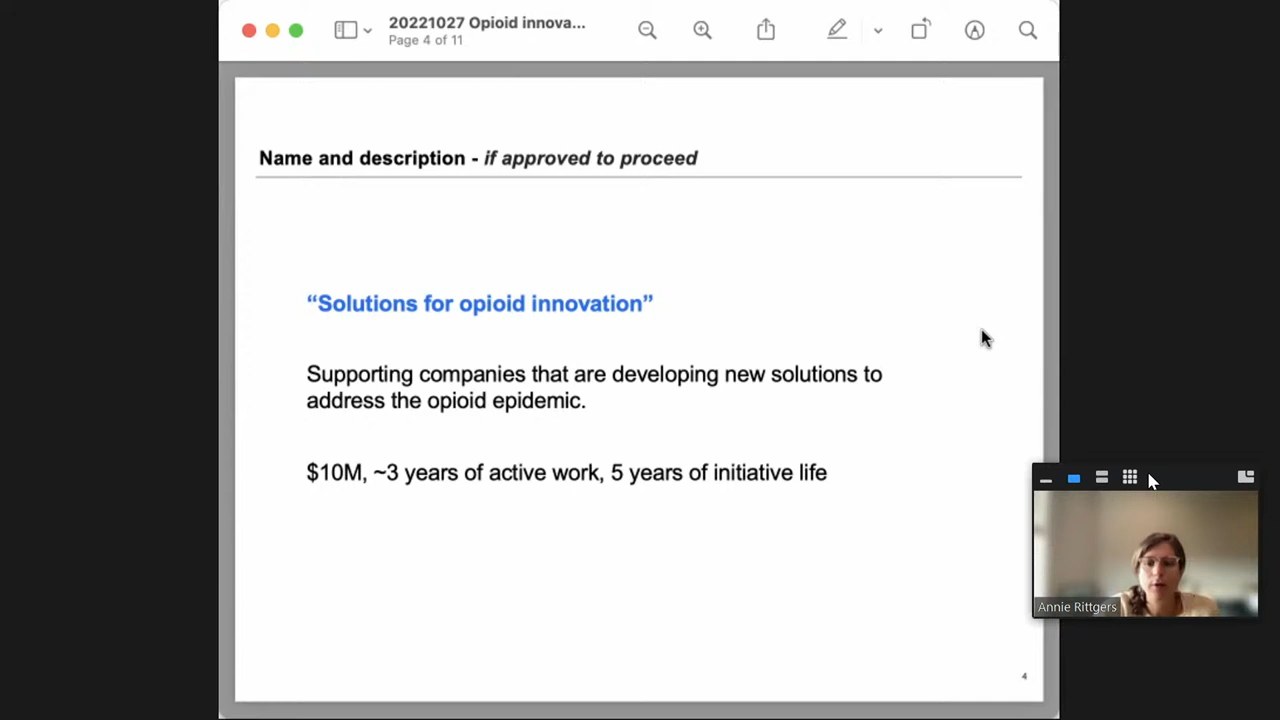 20221027 Opioid innova...
Page 4 of 11
Name and description - if approved to proceed
“Solutions for opioid innovation”
Supporting companies that are developing new solutions to
address the opioid epidemic.
$10M, ~3 years of active work, 5 years of initiative life
Annie Rittgers
4